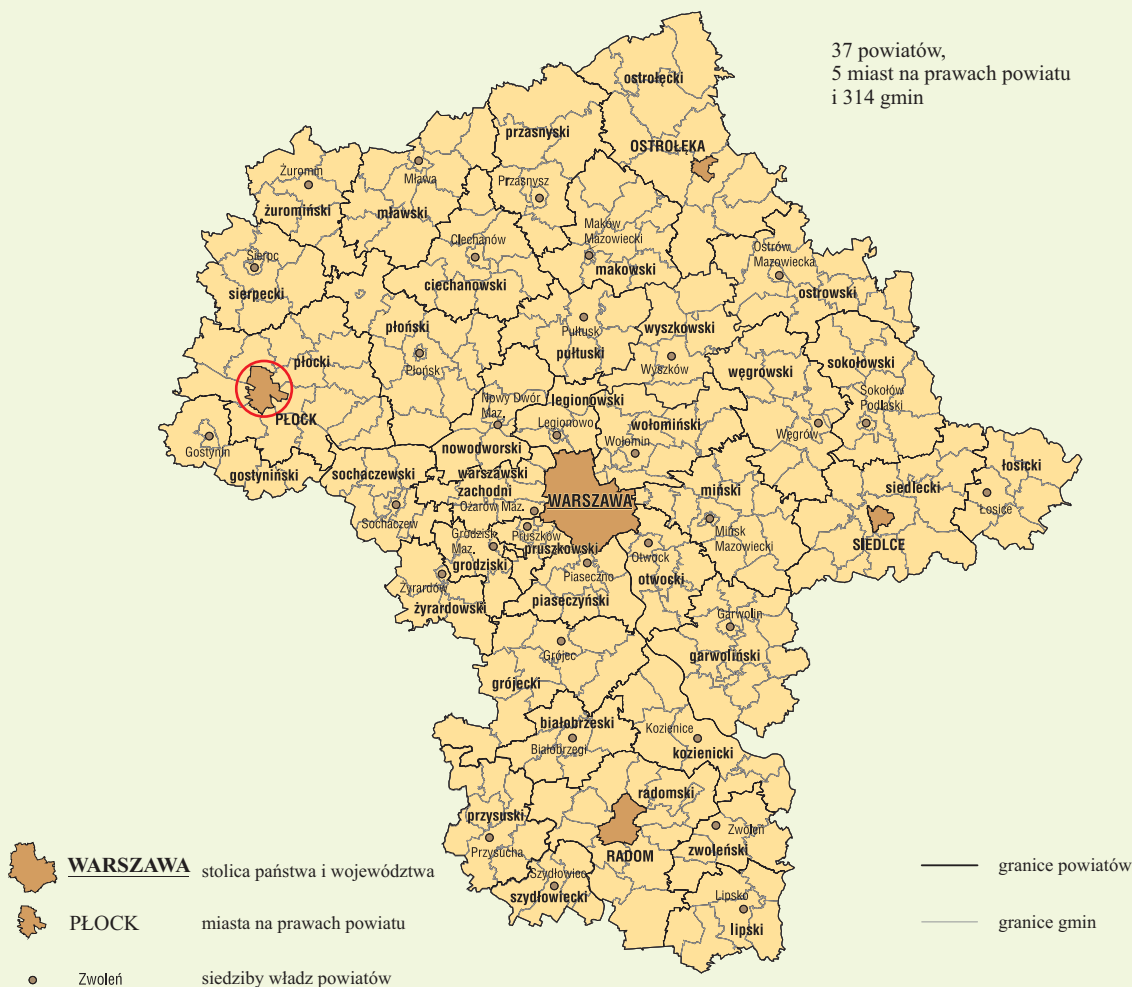 37 powiatów,
5 miast na prawach powiatu
i 314 gmin
ostrołęcki
przasnyski
OSTROŁĘKA
Żuromin
Mława
Przasnysz
żuromiński
mławski
Maków
Mazowiecki
Ciechanów
Ostrów
Mazowiecka
Sierpc
makowski
ciechanowski
sierpecki
ostrowski
płoński
Pułtusk
wyszkowski
płocki
pułtuski
Płońsk
Wyszków
węgrowski
sokołowski
Nowy Dwór
Maz.
legionowski
Sokołów
Podlaski
PŁOCK
Legionowo
wołomiński
Węgrów
Gostynin
Wołomin
nowodworski
gostyniński
sochaczewski
warszawski
zachodni
łosicki
miński
siedlecki
WARSZAWA
Ożarów Maz.
Łosice
Sochaczew
Grodzisk
Maz.
Pruszków
Mińsk
Mazowiecki
SIEDLCE
pruszkowski
Otwock
grodziski
Piaseczno
otwocki
Żyrardów
żyrardowski
piaseczyński
Garwolin
Grójec
garwoliński
grójecki
białobrzeski
Kozienice
Białobrzegi
kozienicki
radomski
przysuski
Zwoleń
Przysucha
RADOM
zwoleński
Szydłowiec
szydłowiecki
Lipsko
lipski
WARSZAWA stolica państwa i województwa
PŁOCK miasta na prawach powiatu
Zwoleń siedziby władz powiatów
granice powiatów
granice gmin